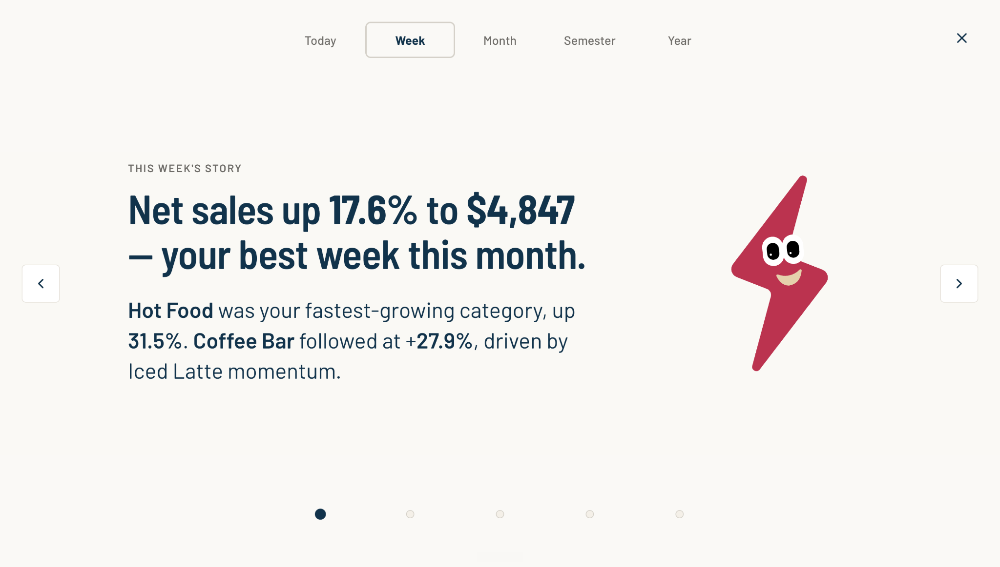 Today
Week
Month
Semester
Year
THIS WEEK'S STORY
Net sales up 17.6% to $4,847
— your best week this month.
Hot Food was your fastest-growing category, up
31.5%. Coffee Bar followed at +27.9%, driven by
Iced Latte momentum.